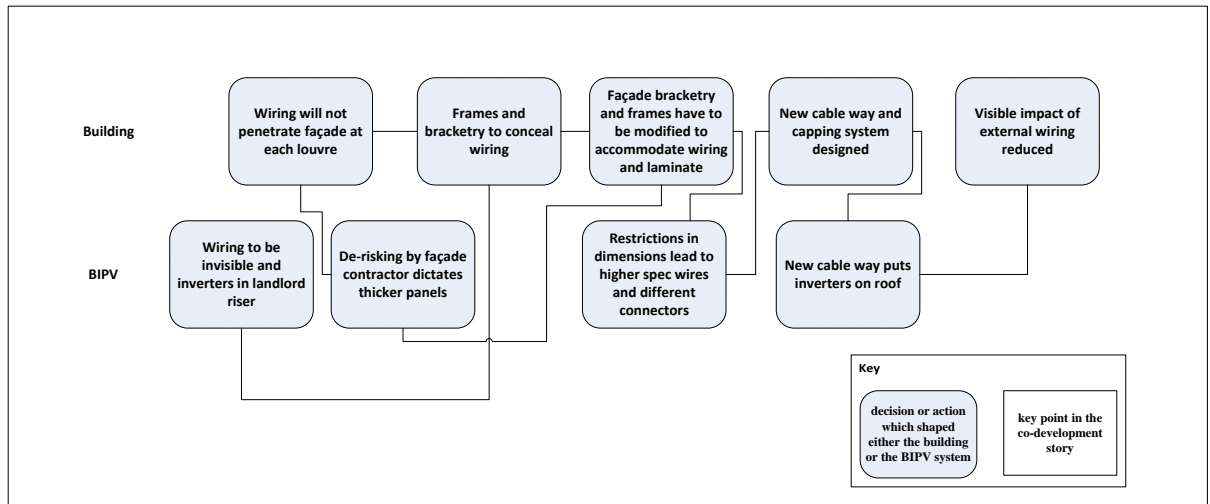 Building
Wiring will not
penetrate façade at
each louvre
Frames and
bracketry to conceal
wiring
Façade bracketry
and frames have to
be modified to
accommodate wiring
and laminate
New cable way and
capping system
designed
Visible impact of
external wiring
reduced
BIPV
Wiring to be
invisible and
inverters in landlord
riser
De-risking by façade
contractor dictates
thicker panels
Restrictions in
dimensions lead to
higher spec wires
and different
connectors
New cable way puts
inverters on roof
Key
decision or action
which shaped
either the building
or the BIPV system
key point in the
co-development
story